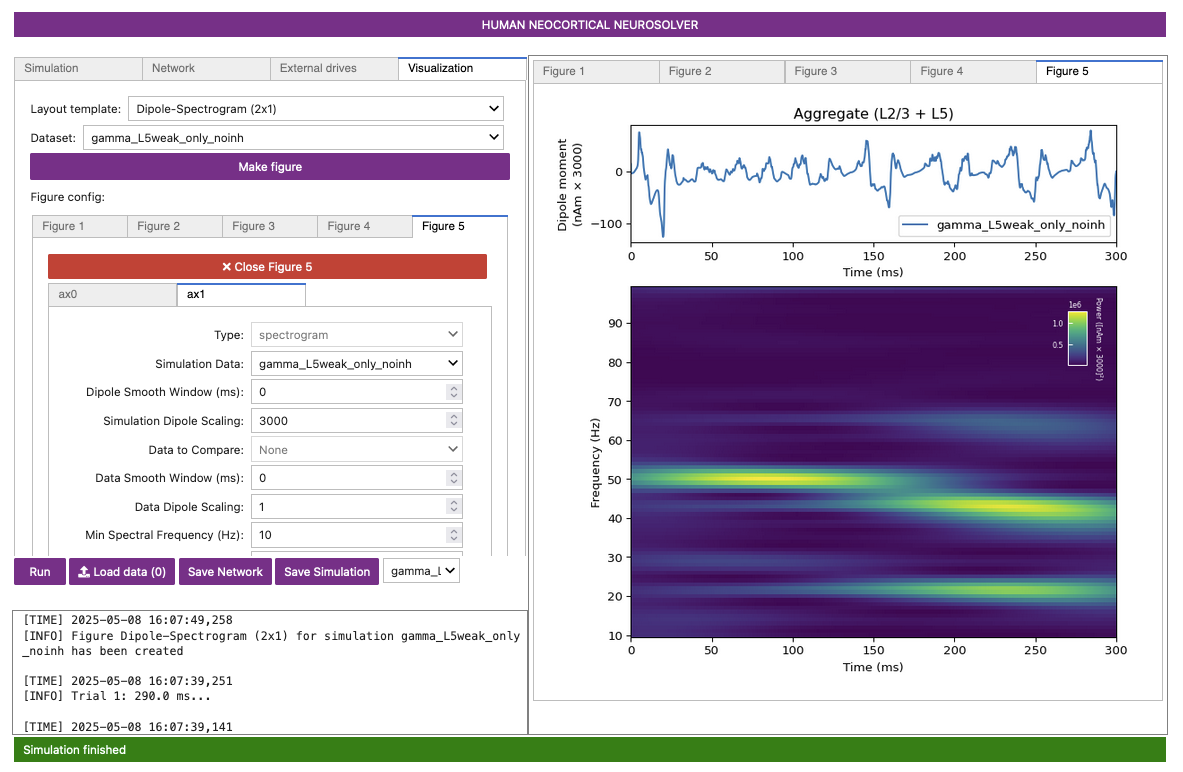 HUMAN NEOCORTICAL NEUROSOLVER
Simulation
Network
External drives
Visualization
Layout template: Dipole-Spectrogram (2x1)
Dataset: gamma_L5weak_only_noinh
Make figure
Figure config:
Figure 1
Figure 2
Figure 3
Figure 4
Figure 5
Close Figure 5
ax0
ax1
Type: spectrogram
Simulation Data: gamma_L5weak_only_noinh
Dipole Smooth Window (ms): 0
Simulation Dipole Scaling: 3000
Data to Compare: None
Data Smooth Window (ms): 0
Data Dipole Scaling: 1
Min Spectral Frequency (Hz): 10
Run
Load data (0)
Save Network
Save Simulation
gamma_L
[TIME] 2025-05-08 16:07:49,258
[INFO] Figure Dipole-Spectrogram (2x1) for simulation gamma_L5weak_only
_noinh has been created
[TIME] 2025-05-08 16:07:39,251
[INFO] Trial 1: 290.0 ms...
[TIME] 2025-05-08 16:07:39,141
Simulation finished
Figure 1
Figure 2
Figure 3
Figure 4
Figure 5
Aggregate (L2/3 + L5)
Dipole moment
(nAm × 3000)
0
−100
gamma_L5weak_only_noinh
0 50 100 150 200 250 300
Time (ms)
Frequency (Hz)
90
80
70
60
50
40
30
20
10
1e6
1.0
0.5
Power ([nAm × 3000]²)
0 50 100 150 200 250 300
Time (ms)